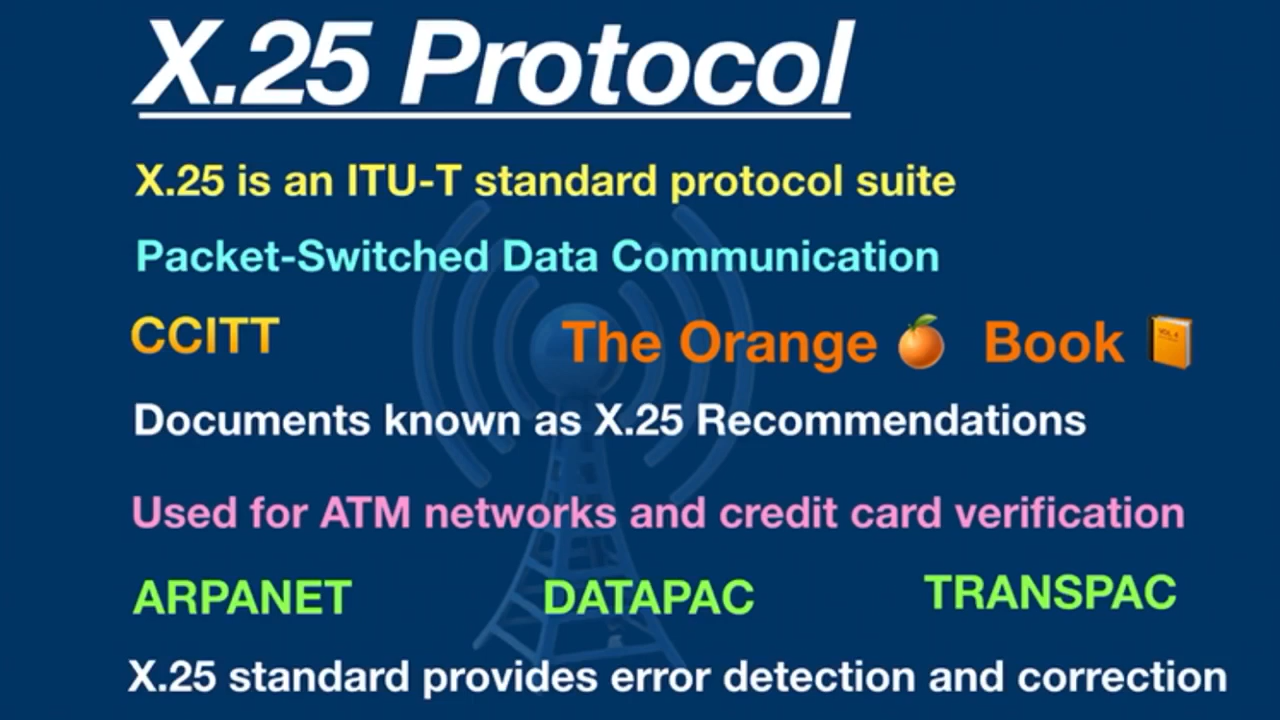 X.25 Protocol
X.25 is an ITU-T standard protocol suite
Packet-Switched Data Communication
CCITT The Orange 🍊 Book 📙
Documents known as X.25 Recommendations
Used for ATM networks and credit card verification
ARPANET DATAPAC TRANSPAC
X.25 standard provides error detection and correction